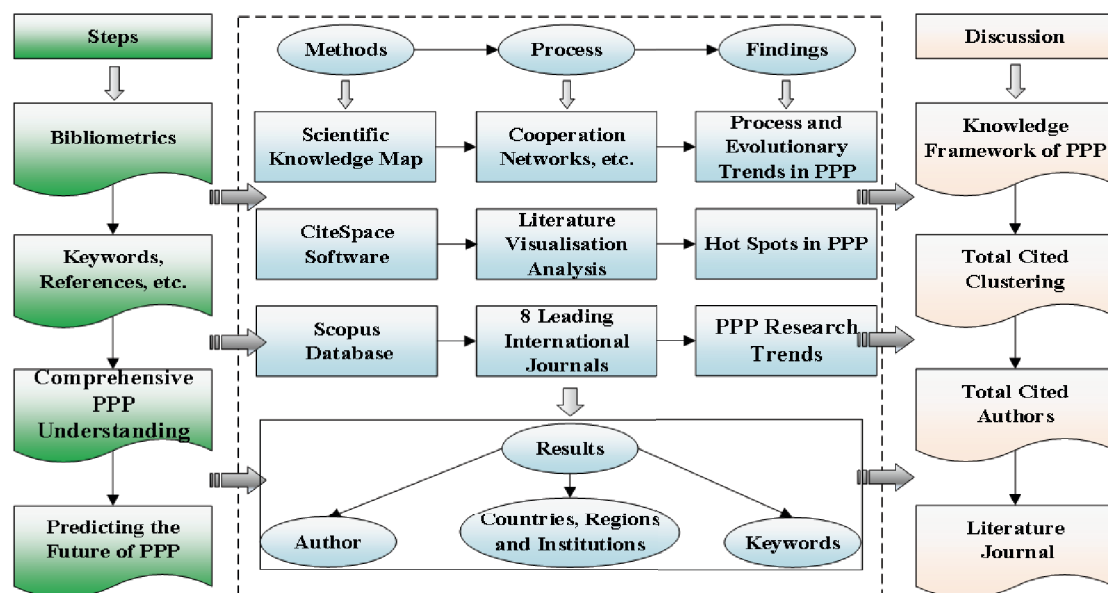 Steps
Bibliometrics
Keywords,
References, etc.
Comprehensive
PPP
Understanding
Predicting the
Future of PPP
Methods
Process
Findings
Scientific
Knowledge Map
Cooperation
Networks, etc.
Process and
Evolutionary
Trends in PPP
CiteSpace
Software
Literature
Visualisation
Analysis
Hot Spots in PPP
Scopus
Database
8 Leading
International
Journals
PPP Research
Trends
Results
Author
Countries, Regions
and Institutions
Keywords
Discussion
Knowledge
Framework of PPP
Total Cited
Clustering
Total Cited
Authors
Literature
Journal